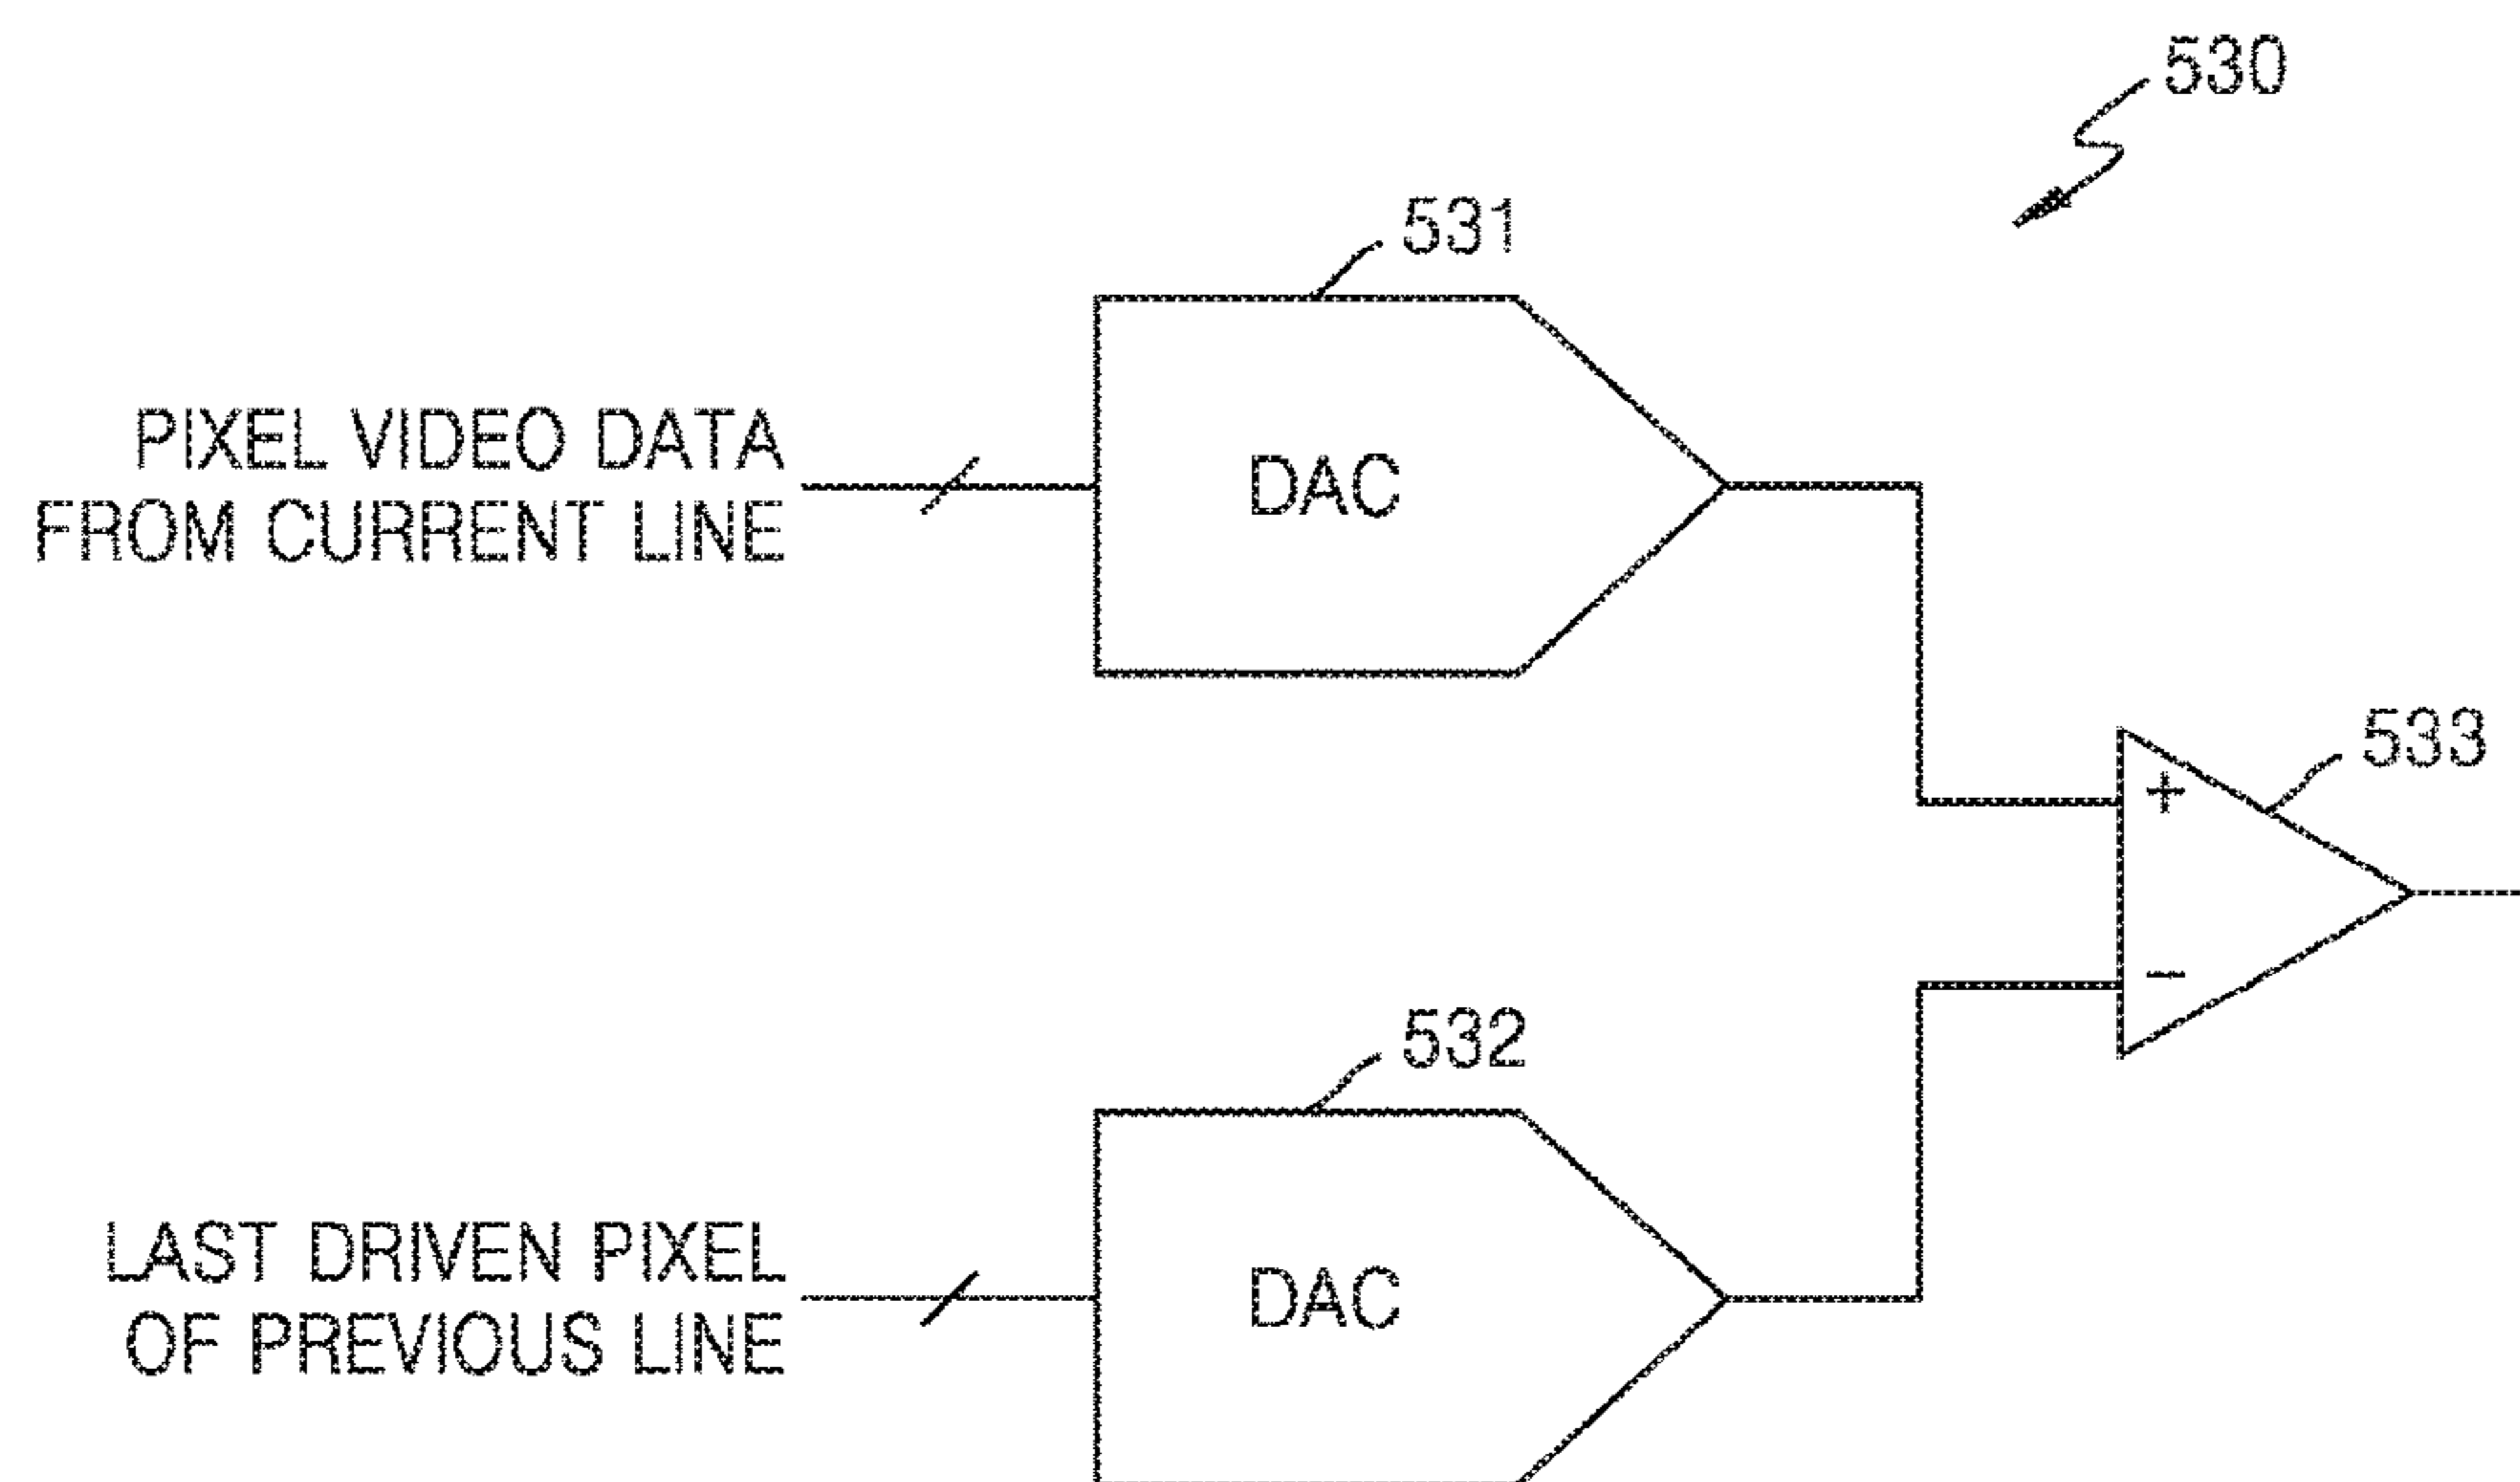 530
531
PIXEL VIDEO DATA
FROM CURRENT LINE
DAC
533
+
−
532
LAST DRIVEN PIXEL
OF PREVIOUS LINE
DAC